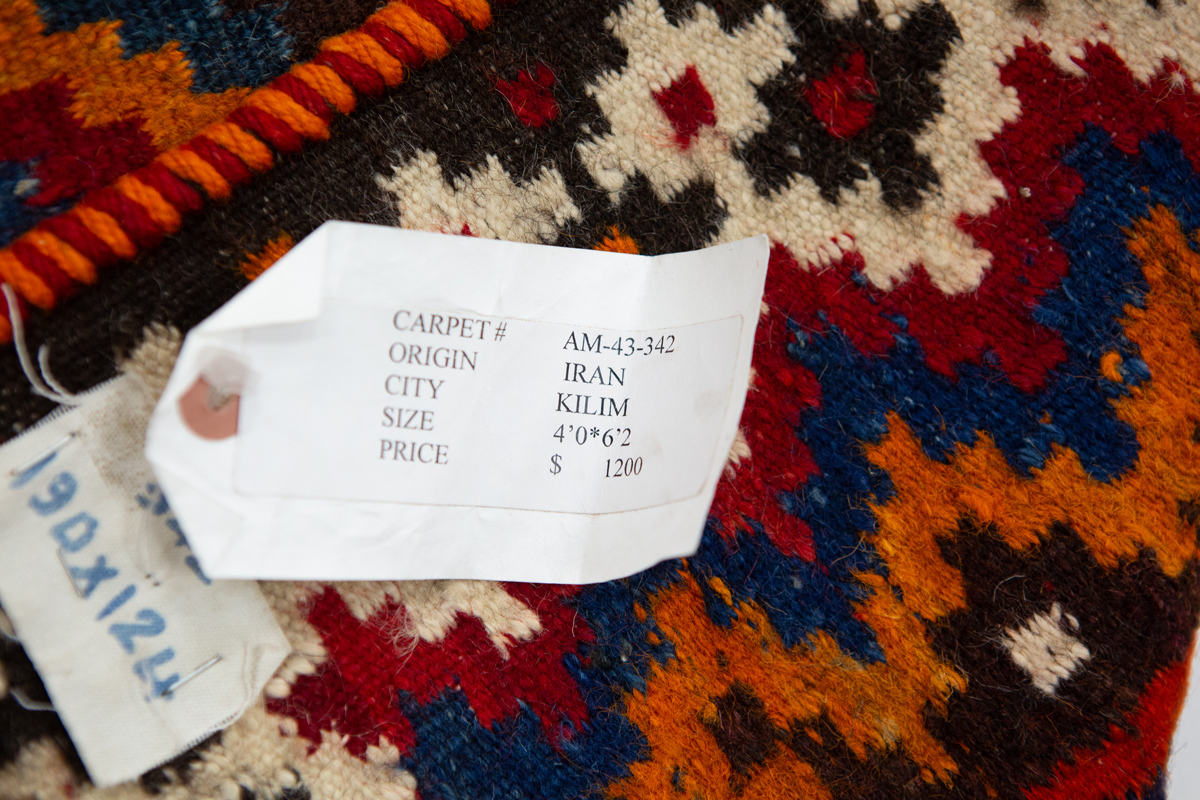 CARPET # AM-43-342
ORIGIN IRAN
CITY KILIM
SIZE 4'0*6'2
PRICE $ 1200
190X124